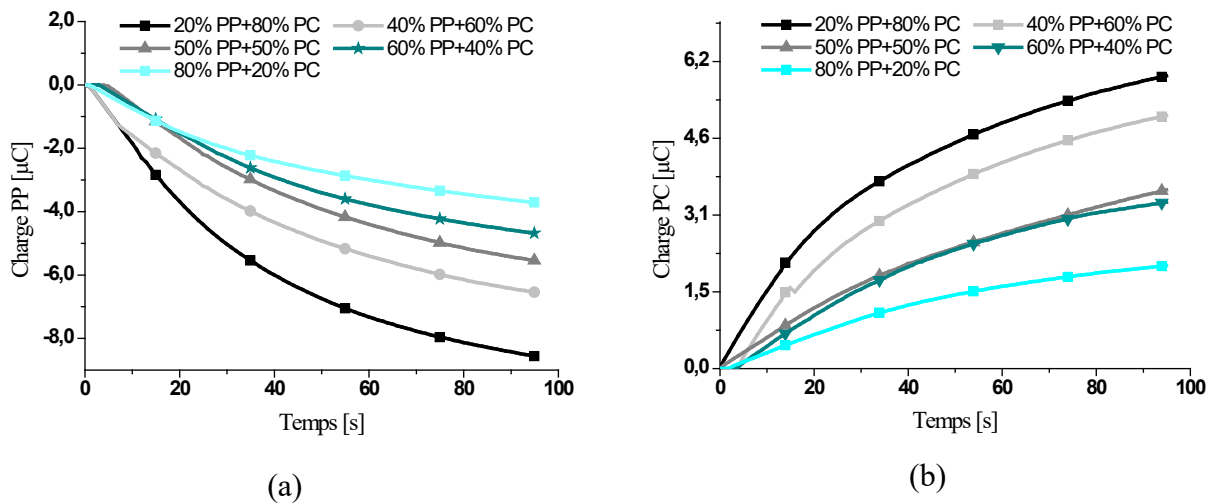 20% PP+80% PC 40% PP+60% PC
50% PP+50% PC 60% PP+40% PC
80% PP+20% PC
2,0
0,0
-2,0
-4,0
-6,0
-8,0
Charge PP [µC]
0 20 40 60 80 100
Temps [s]
(a)
20% PP+80% PC 40% PP+60% PC
50% PP+50% PC 60% PP+40% PC
80% PP+20% PC
6,2
4,6
3,1
1,5
0,0
Charge PC [µC]
0 20 40 60 80 100
Temps [s]
(b)